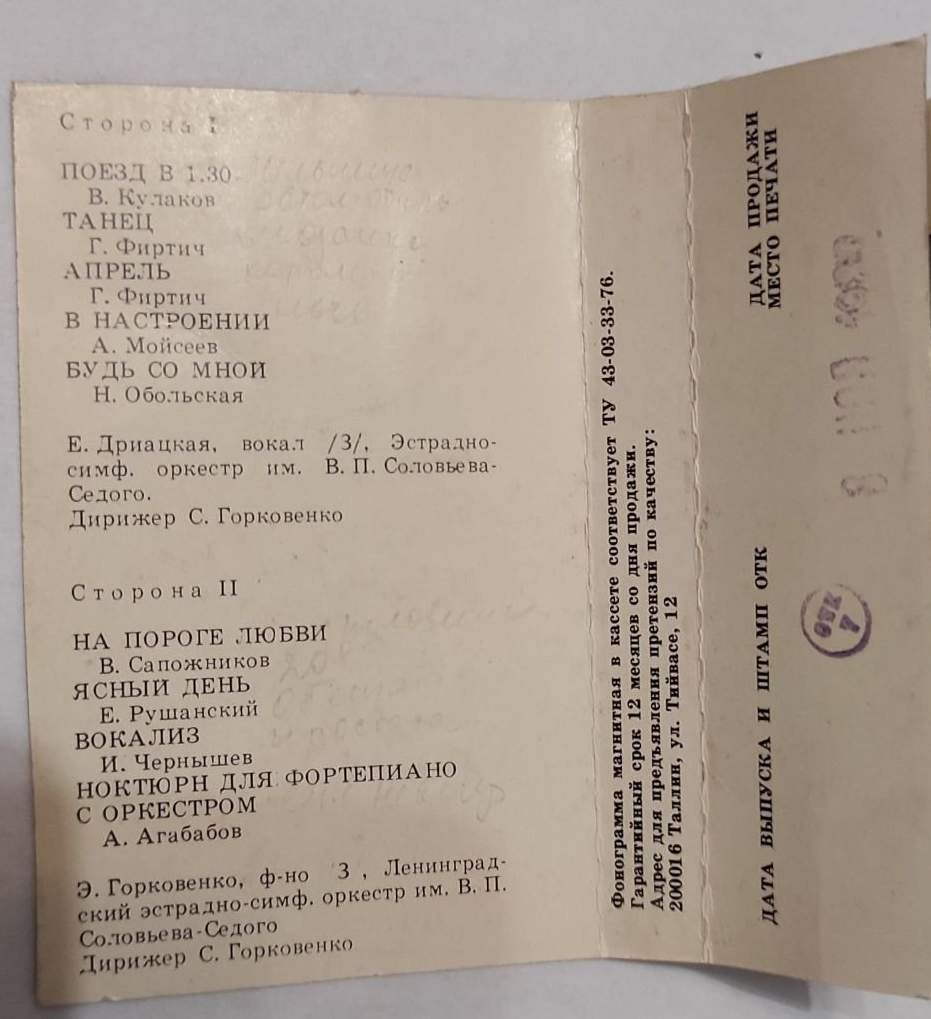 Сторона I
ПОЕЗД В 1.30
В. Кулаков
ТАНЕЦ
Г. Фиртич
АПРЕЛЬ
Г. Фиртич
В НАСТРОЕНИИ
А. Мойсеев
БУДЬ СО МНОЙ
Н. Обольская
Е. Дриацкая, вокал /3/, Эстрадно-
симф. оркестр им. В. П. Соловьева-
Седого.
Дирижер С. Горковенко
Сторона II
НА ПОРОГЕ ЛЮБВИ
В. Сапожников
ЯСНЫЙ ДЕНЬ
Е. Рушанский
ВОКАЛИЗ
И. Чернышев
НОКТЮРН ДЛЯ ФОРТЕПИАНО
С ОРКЕСТРОМ
А. Агабабов
Э. Горковенко, ф-но 3 , Ленинград-
ский эстрадно-симф. оркестр им. В. П.
Соловьева-Седого
Дирижер С. Горковенко
Фонограмма магнитная в кассете соответствует ТУ 43-03-33-76.
Гарантийный срок 12 месяцев со дня продажи.
Адрес для предъявления претензий по качеству:
200016 Таллин, ул. Тийвасе, 12
ДАТА ПРОДАЖИ
МЕСТО ПЕЧАТИ
ДАТА ВЫПУСКА И ШТАМП ОТК
ОТК
7